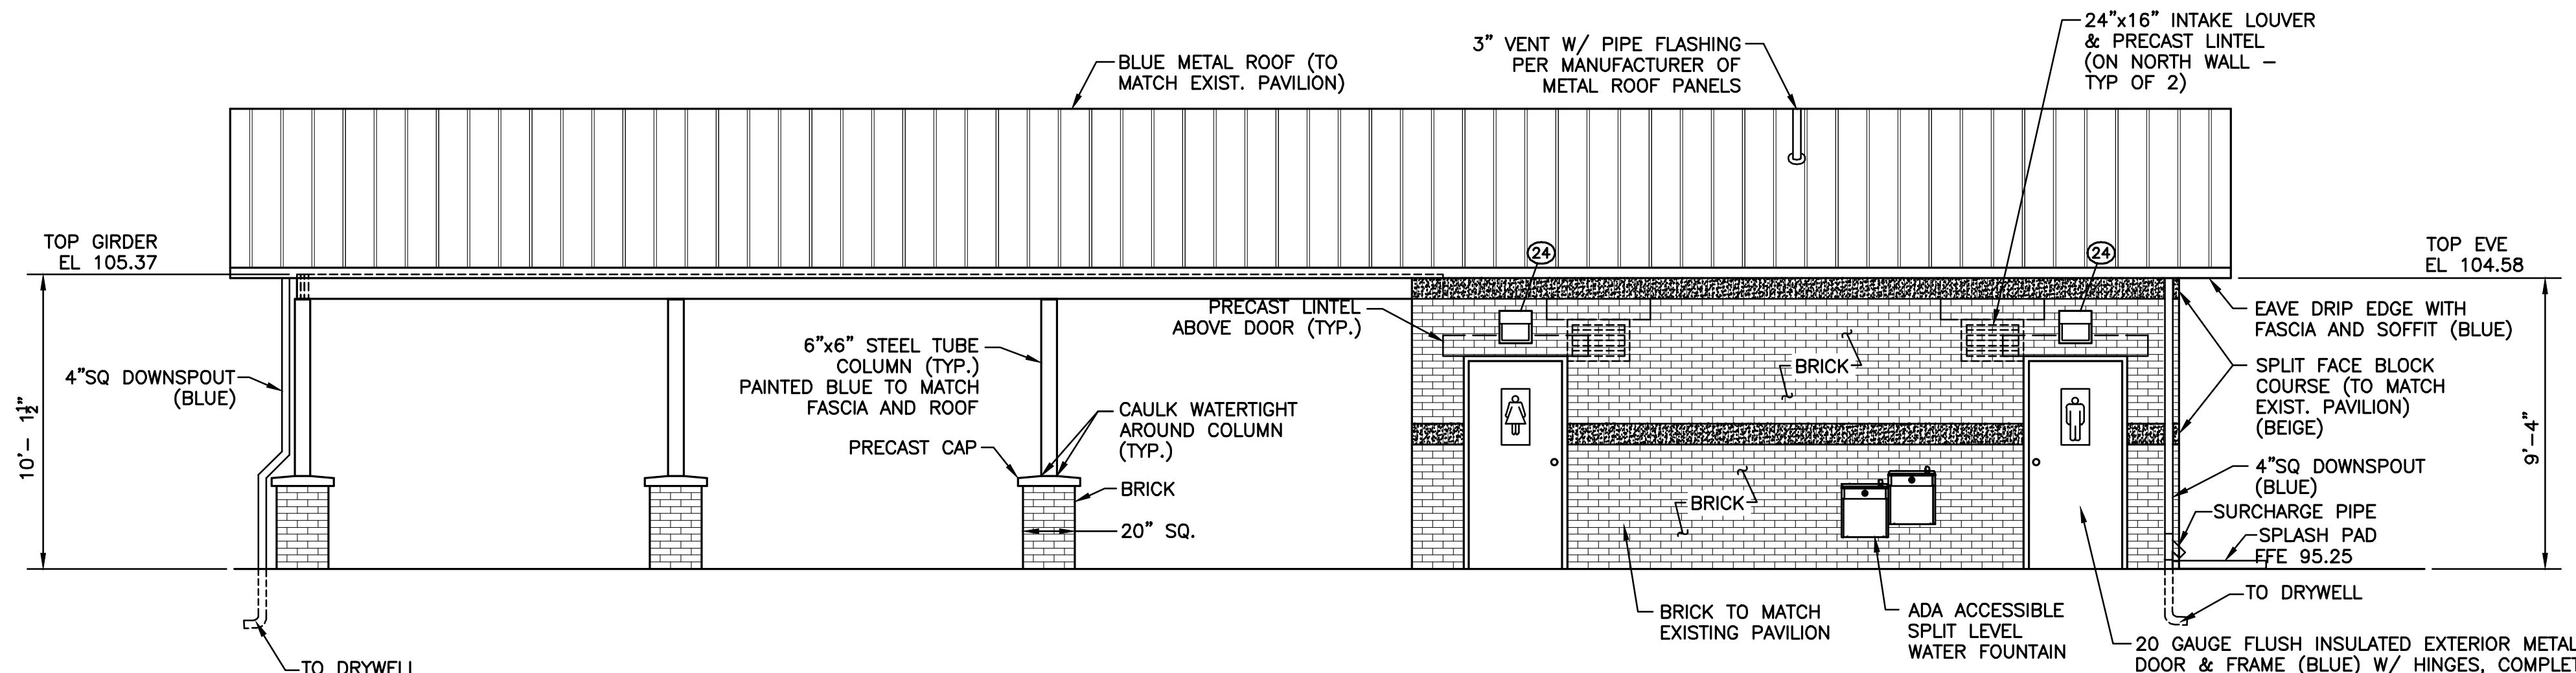 BLUE METAL ROOF (TO
MATCH EXIST. PAVILION)
3" VENT W/ PIPE FLASHING
PER MANUFACTURER OF
METAL ROOF PANELS
24"x16" INTAKE LOUVER
& PRECAST LINTEL
(ON NORTH WALL –
TYP OF 2)
TOP GIRDER
EL 105.37
24
24
TOP EVE
EL 104.58
PRECAST LINTEL
ABOVE DOOR (TYP.)
EAVE DRIP EDGE WITH
FASCIA AND SOFFIT (BLUE)
6"x6" STEEL TUBE
COLUMN (TYP.)
PAINTED BLUE TO MATCH
FASCIA AND ROOF
4"SQ DOWNSPOUT
(BLUE)
BRICK
SPLIT FACE BLOCK
COURSE (TO MATCH
EXIST. PAVILION)
(BEIGE)
10'- 1½"
CAULK WATERTIGHT
AROUND COLUMN
(TYP.)
PRECAST CAP
9'-4"
4"SQ DOWNSPOUT
(BLUE)
BRICK
BRICK
SURCHARGE PIPE
20" SQ.
SPLASH PAD
FFE 95.25
TO DRYWELL
BRICK TO MATCH
EXISTING PAVILION
ADA ACCESSIBLE
SPLIT LEVEL
WATER FOUNTAIN
20 GAUGE FLUSH INSULATED EXTERIOR METAL
DOOR & FRAME (BLUE) W/ HINGES, COMPLET
TO DRYWELL